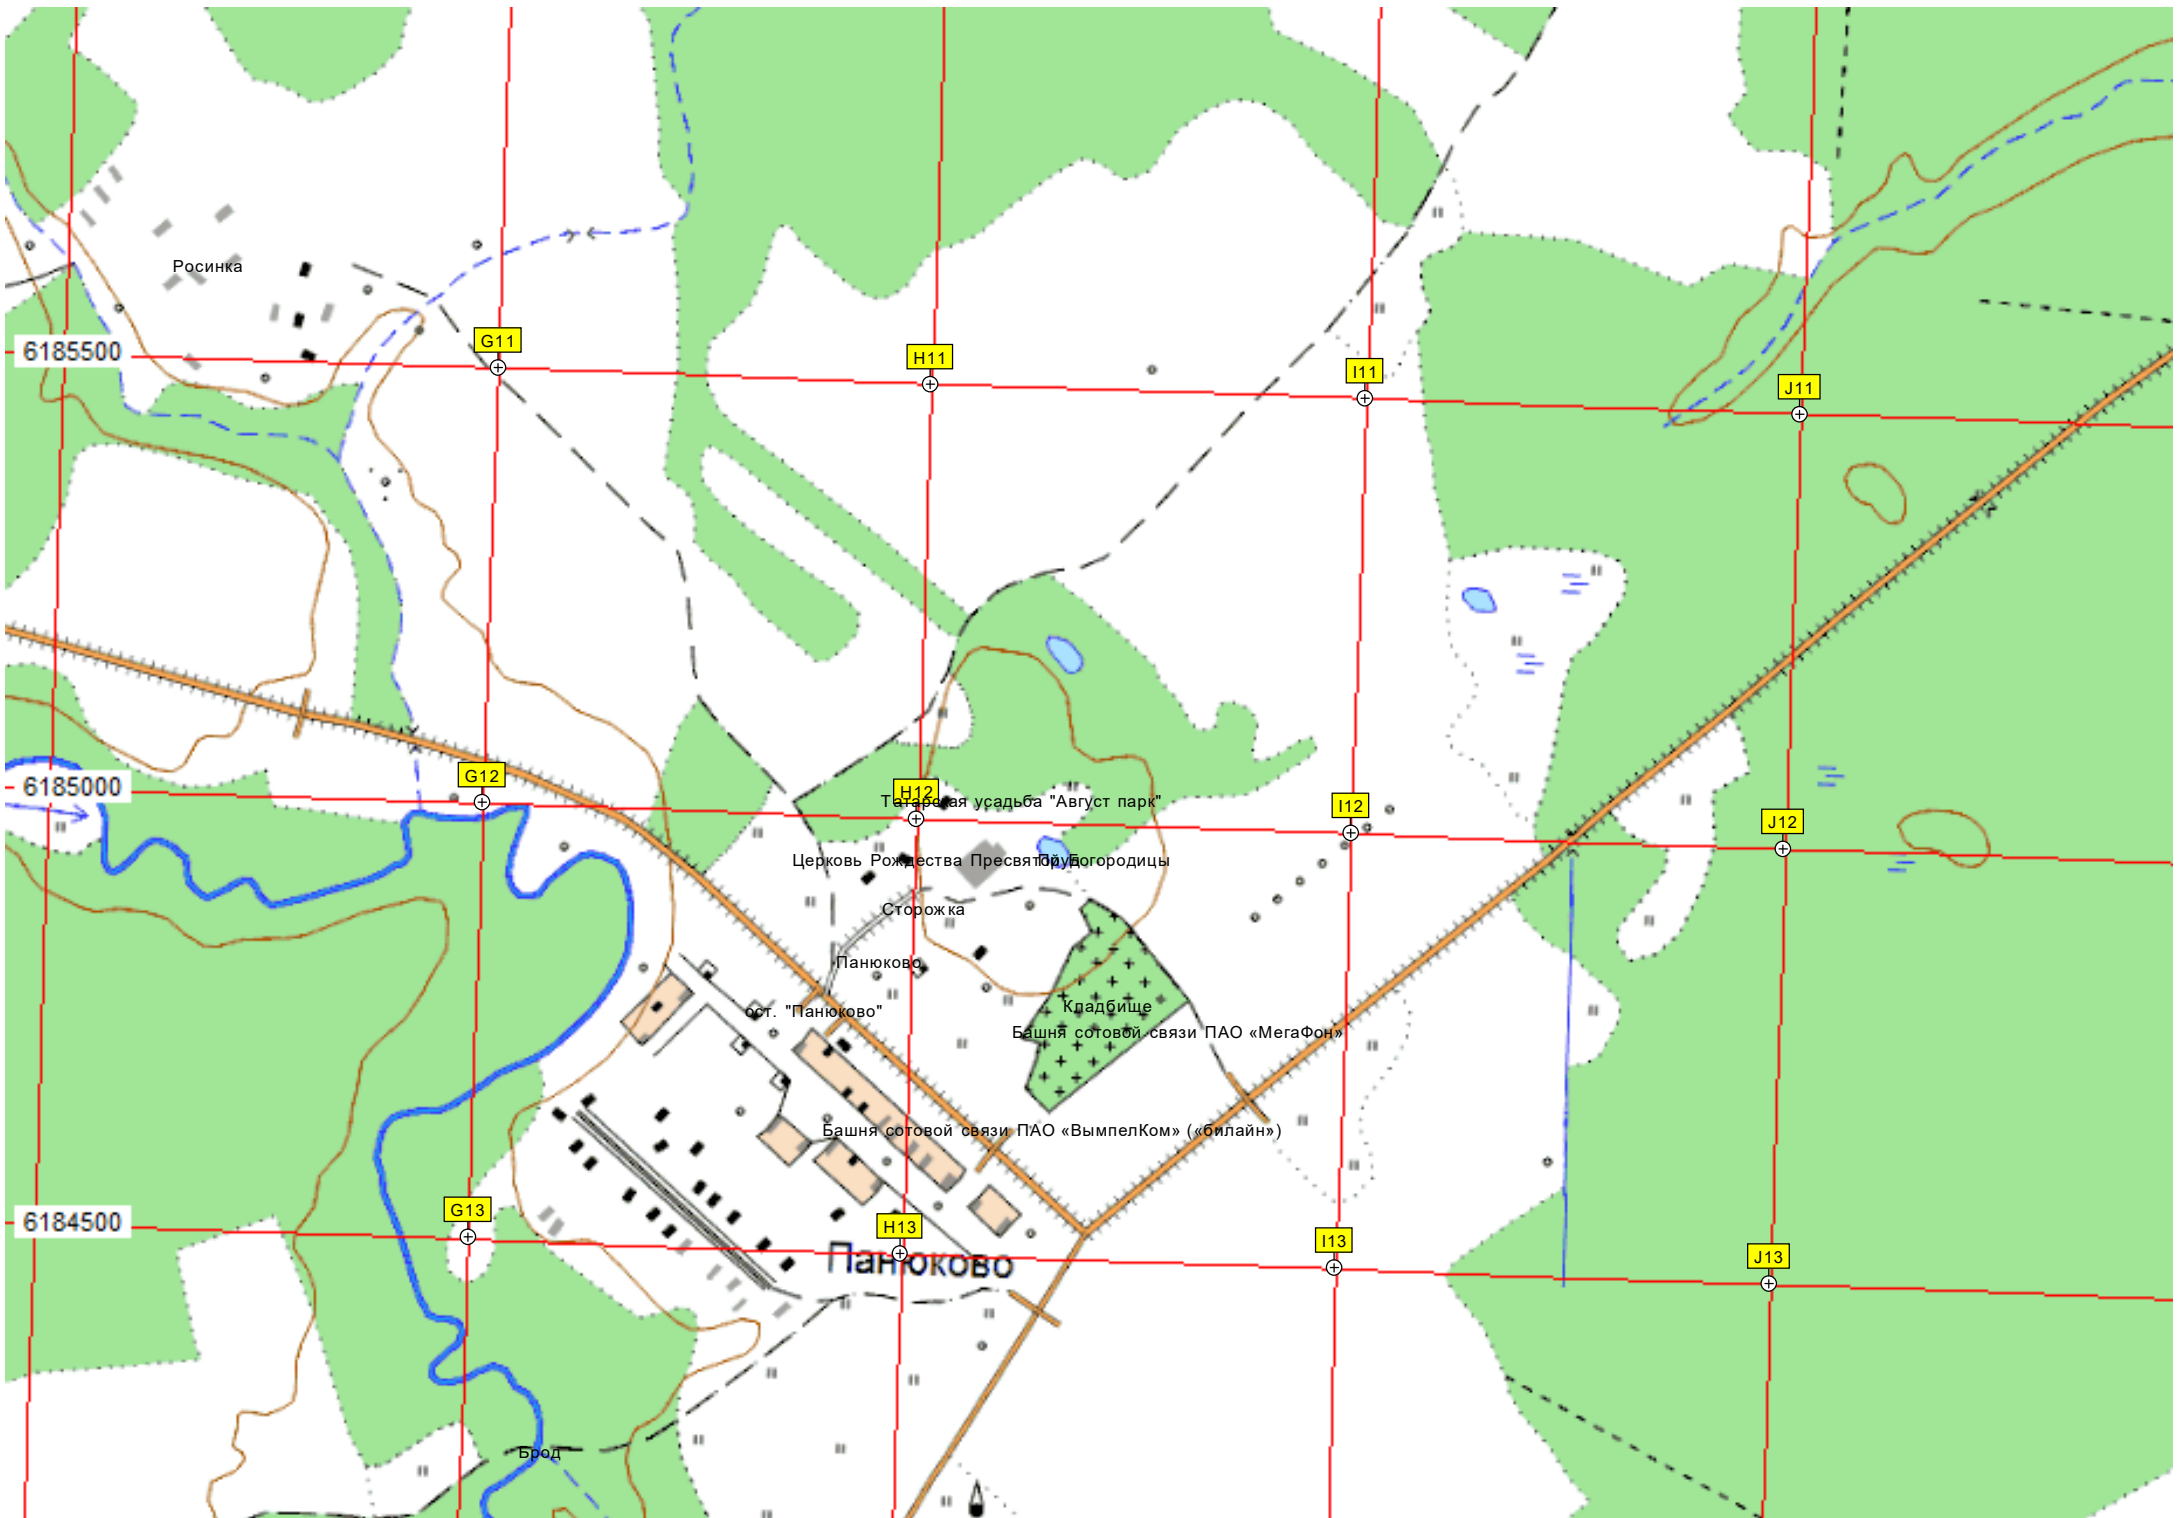 Росинка
G11
6185500
H11
I11
J11
G12
6185000
H12
Татарская усадьба "Август парк"
I12
J12
Церковь Рождества Пресвятой Богородицы
Пруд
Сторожка
Панюково
Кладбище
ост. "Панюково"
Башня сотовой связи ПАО «МегаФон»
Башня сотовой связи ПАО «ВымпелКом» («билайн»)
G13
6184500
H13
I13
J13
Панюково
Брод